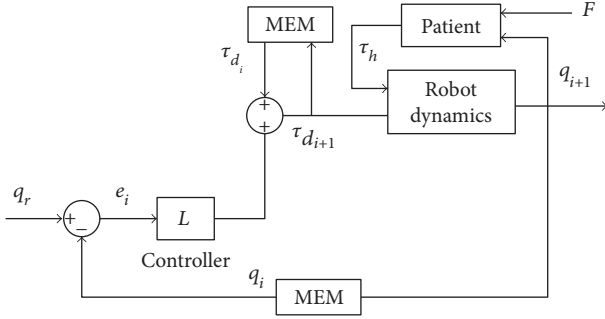 MEM
Patient
F
τ_{d_i}
τ_h
q_{i+1}
Robot
dynamics
+
+
τ_{d_{i+1}}
q_r
+
−
e_i
L
Controller
q_i
MEM